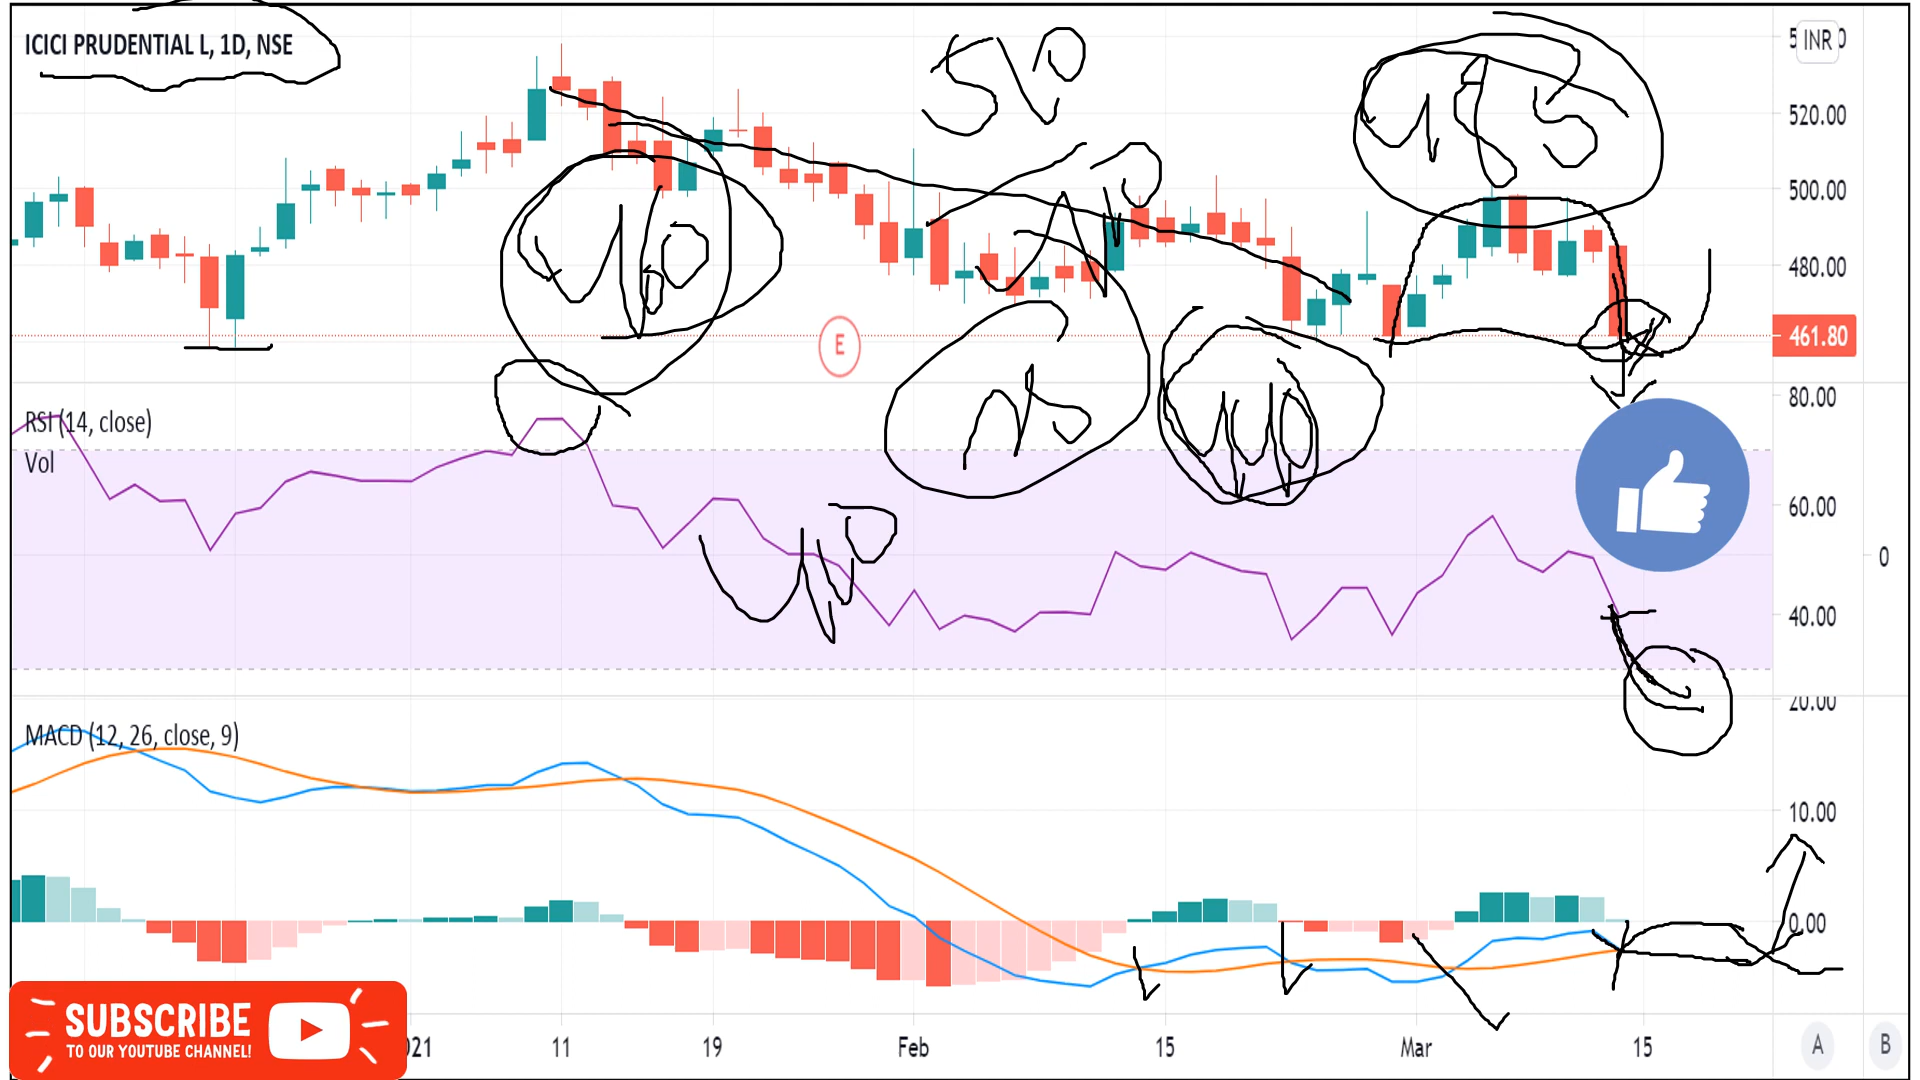 ICICI PRUDENTIAL L, 1D, NSE
INR
520.00
500.00
480.00
461.80
E
RSI (14, close)
Vol
80.00
60.00
40.00
0
20.00
MACD (12, 26, close, 9)
10.00
0.00
SUBSCRIBE
TO OUR YOUTUBE CHANNEL!
021
11
19
Feb
15
Mar
15
A
B